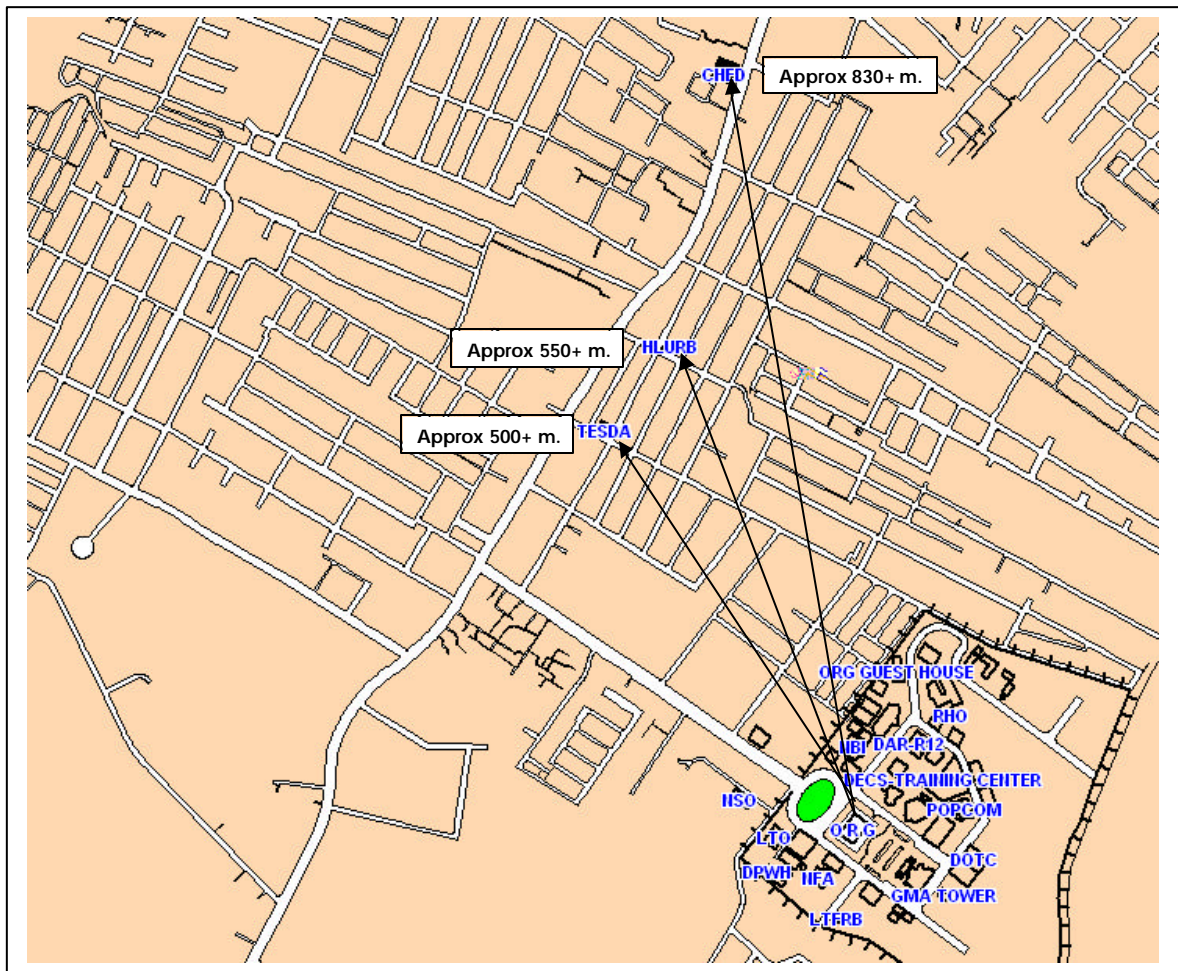 CHED
Approx 830+ m.
HLURB
Approx 550+ m.
TESDA
Approx 500+ m.
ORG GUEST HOUSE
RHO
NBI
DAR-R12
DECS-TRAINING CENTER
NSO
POPCOM
O R G
LTO
DOTC
DPWH
NFA
GMA TOWER
LTFRB